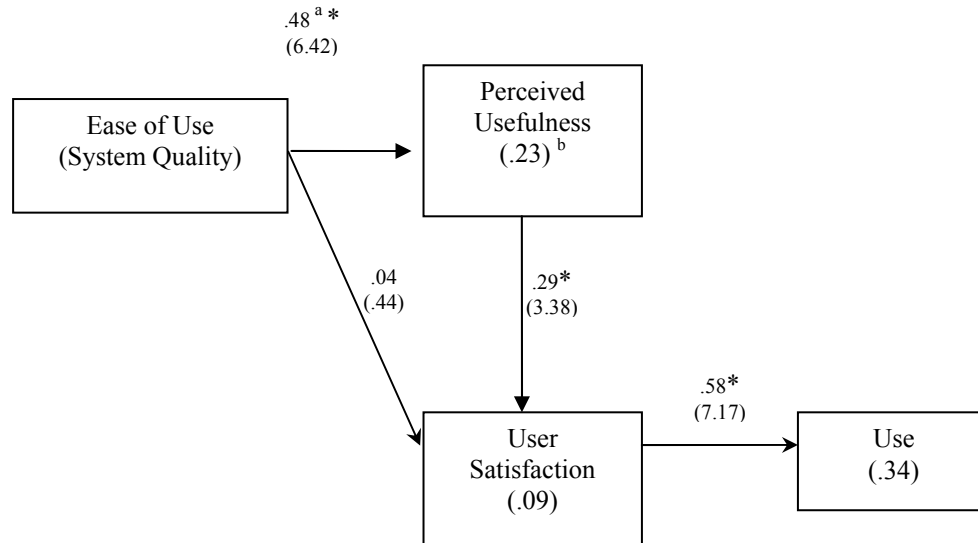 .48 a *
(6.42)
Ease of Use
(System Quality)
Perceived
Usefulness
(.23) b
.04
(.44)
.29*
(3.38)
.58*
(7.17)
User
Satisfaction
(.09)
Use
(.34)